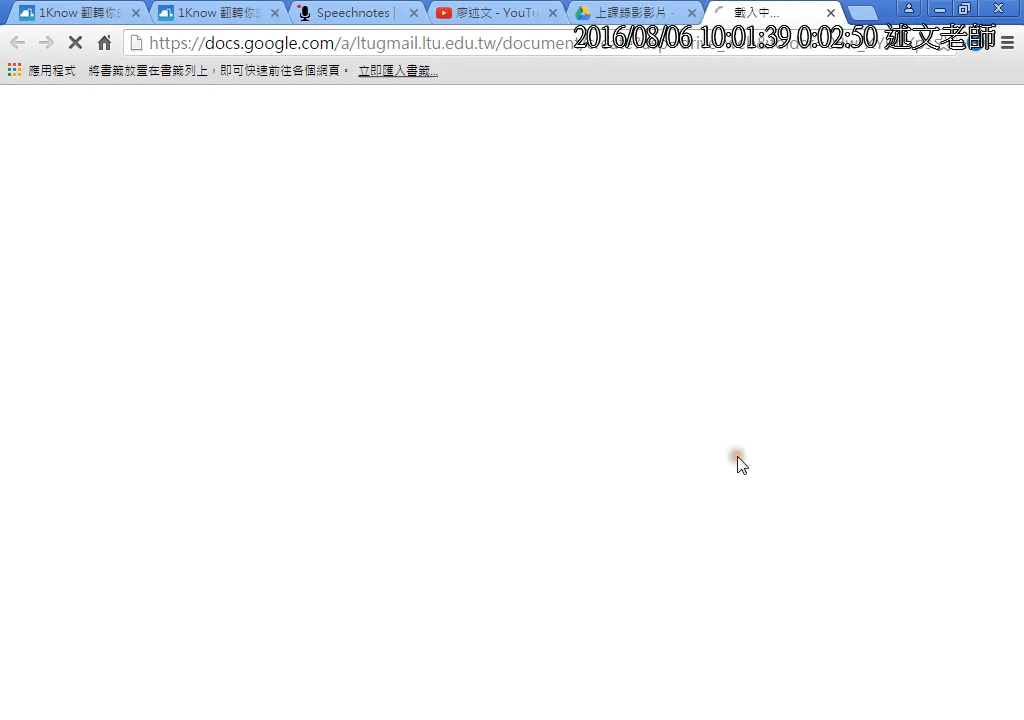 1Know 翻轉你
1Know 翻轉你
Speechnotes |
廖述文 - YouTu
上課錄影影片 -
載入中...
https://docs.google.com/a/ltugmail.ltu.edu.tw/documen
2016/08/06 10:01:39 0:02:50 述文老師
應用程式 將書籤放置在書籤列上，即可快速前往各個網頁。 立即匯入書籤...